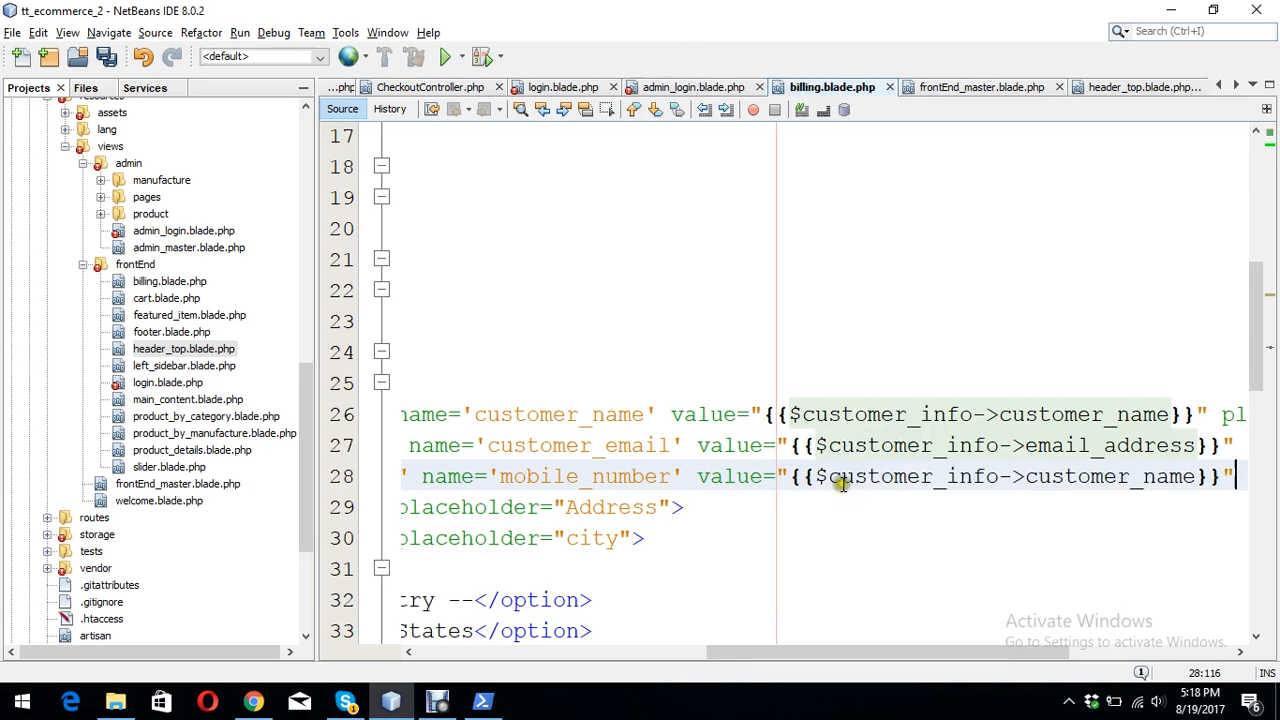 tt_ecommerce_2 - NetBeans IDE 8.0.2
File Edit View Navigate Source Refactor Run Debug Team Tools Window Help
Search (Ctrl+I)
<default>
Projects Files Services
...php CheckoutController.php login.blade.php admin_login.blade.php billing.blade.php frontEnd_master.blade.php header_top.blade.php...
Source History
resources
assets
lang
views
admin
manufacture
pages
product
admin_login.blade.php
admin_master.blade.php
frontEnd
billing.blade.php
cart.blade.php
featured_item.blade.php
footer.blade.php
header_top.blade.php
left_sidebar.blade.php
login.blade.php
main_content.blade.php
product_by_category.blade.php
product_by_manufacture.blade.php
product_details.blade.php
slider.blade.php
frontEnd_master.blade.php
welcome.blade.php
routes
storage
tests
vendor
.gitattributes
.gitignore
.htaccess
artisan
17
18
19
20
21
22
23
24
25
26 name='customer_name' value="{{$customer_info->customer_name}}" pl
27 name='customer_email' value="{{$customer_info->email_address}}"
28 ' name='mobile_number' value="{{$customer_info->customer_name}}"
29 placeholder="Address">
30 placeholder="city">
31
32 try --</option>
33 States</option>
Activate Windows
Go to Settings to activate Windows.
1 28:116 INS
5:18 PM
8/19/2017
6